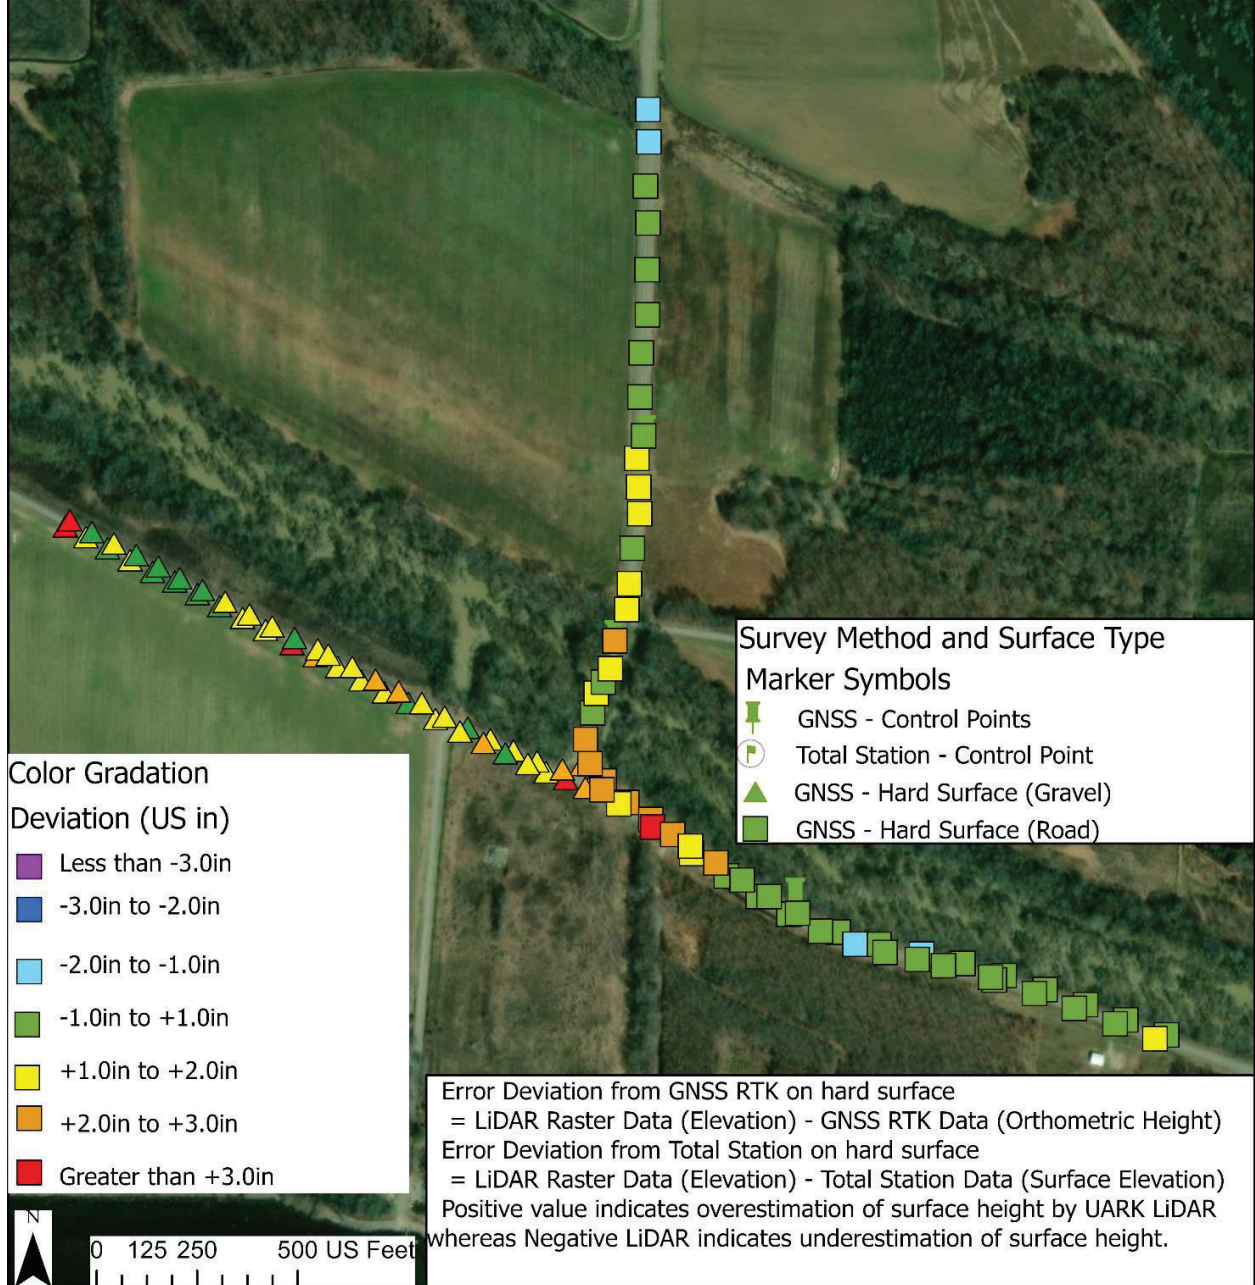 Survey Method and Surface Type
Marker Symbols
GNSS - Control Points
Total Station - Control Point
GNSS - Hard Surface (Gravel)
GNSS - Hard Surface (Road)
Color Gradation
Deviation (US in)
Less than -3.0in
-3.0in to -2.0in
-2.0in to -1.0in
-1.0in to +1.0in
+1.0in to +2.0in
+2.0in to +3.0in
Greater than +3.0in
Error Deviation from GNSS RTK on hard surface
= LiDAR Raster Data (Elevation) - GNSS RTK Data (Orthometric Height)
Error Deviation from Total Station on hard surface
= LiDAR Raster Data (Elevation) - Total Station Data (Surface Elevation)
Positive value indicates overestimation of surface height by UARK LiDAR
whereas Negative LiDAR indicates underestimation of surface height.
N
0 125 250 500 US Feet